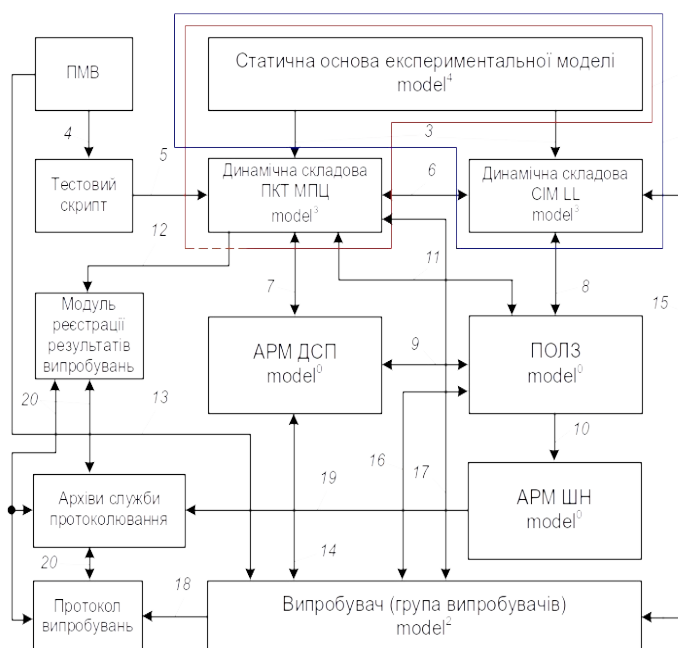 ПМВ
Статична основа експериментальної моделі
model⁴
4
3
5
Тестовий
скрипт
Динамічна складова
ПКТ МПЦ
model³
6
Динамічна складова
СІМ LL
model³
12
11
7
8
15
Модуль
реєстрації
результатів
випробувань
АРМ ДСП
model⁰
9
ПОЛЗ
model⁰
20
13
10
16
17
19
Архіви служби
протоколювання
АРМ ШН
model⁰
14
20
18
Протокол
випробувань
Випробувач (група випробувачів)
model²